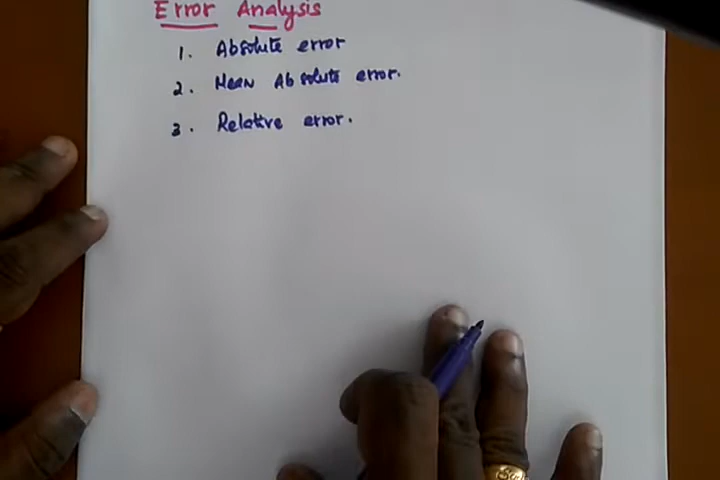 Error Analysis
1. Absolute error
2. Mean Absolute error.
3. Relative error.